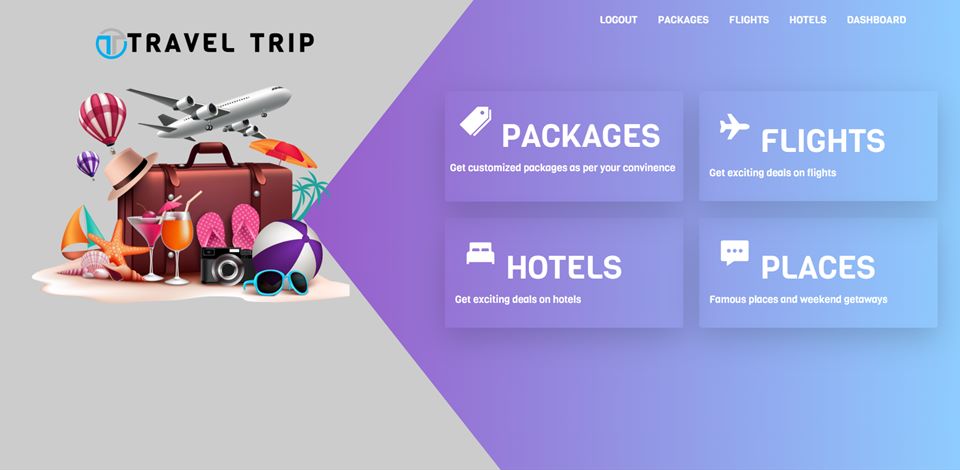 TRAVEL TRIP
LOGOUT PACKAGES FLIGHTS HOTELS DASHBOARD
PACKAGES
Get customized packages as per your convinence
FLIGHTS
Get exciting deals on flights
HOTELS
Get exciting deals on hotels
PLACES
Famous places and weekend getaways